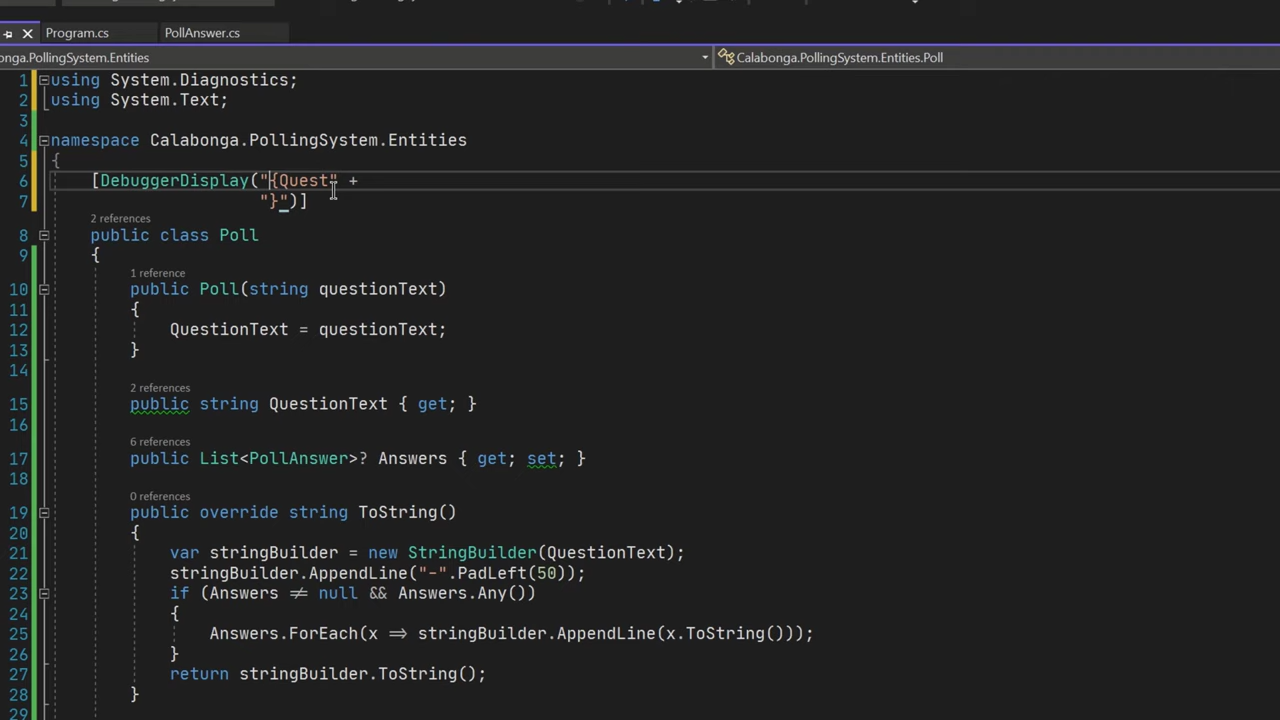 Program.cs
PollAnswer.cs
onga.PollingSystem.Entities
Calabonga.PollingSystem.Entities.Poll
1 using System.Diagnostics;
2 using System.Text;
3
4 namespace Calabonga.PollingSystem.Entities
5 {
6 [DebuggerDisplay("{Quest" +
7 "}")]
2 references
8 public class Poll
9 {
1 reference
10 public Poll(string questionText)
11 {
12 QuestionText = questionText;
13 }
14
2 references
15 public string QuestionText { get; }
16
6 references
17 public List<PollAnswer>? Answers { get; set; }
18
0 references
19 public override string ToString()
20 {
21 var stringBuilder = new StringBuilder(QuestionText);
22 stringBuilder.AppendLine("-".PadLeft(50));
23 if (Answers ≠ null && Answers.Any())
24 {
25 Answers.ForEach(x ⇒ stringBuilder.AppendLine(x.ToString()));
26 }
27 return stringBuilder.ToString();
28 }
29